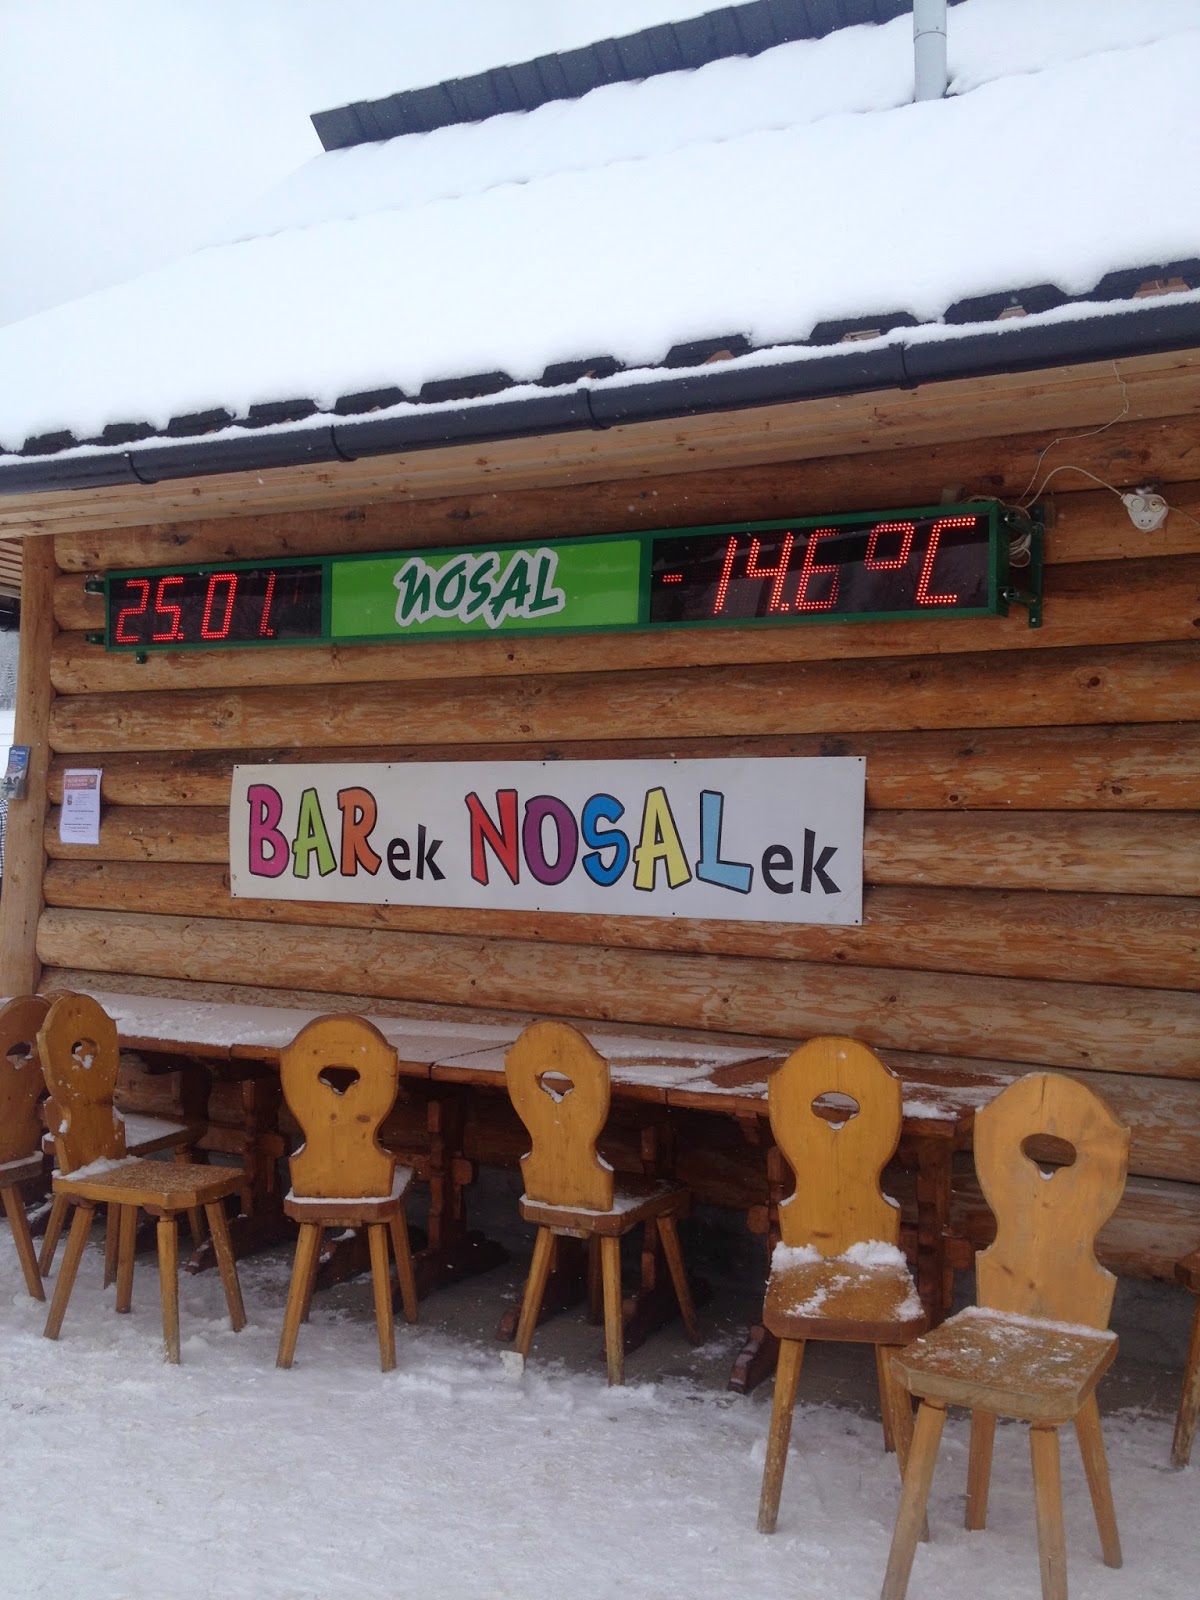 25.01. NOSAL -14.6°C
BARek NOSALek